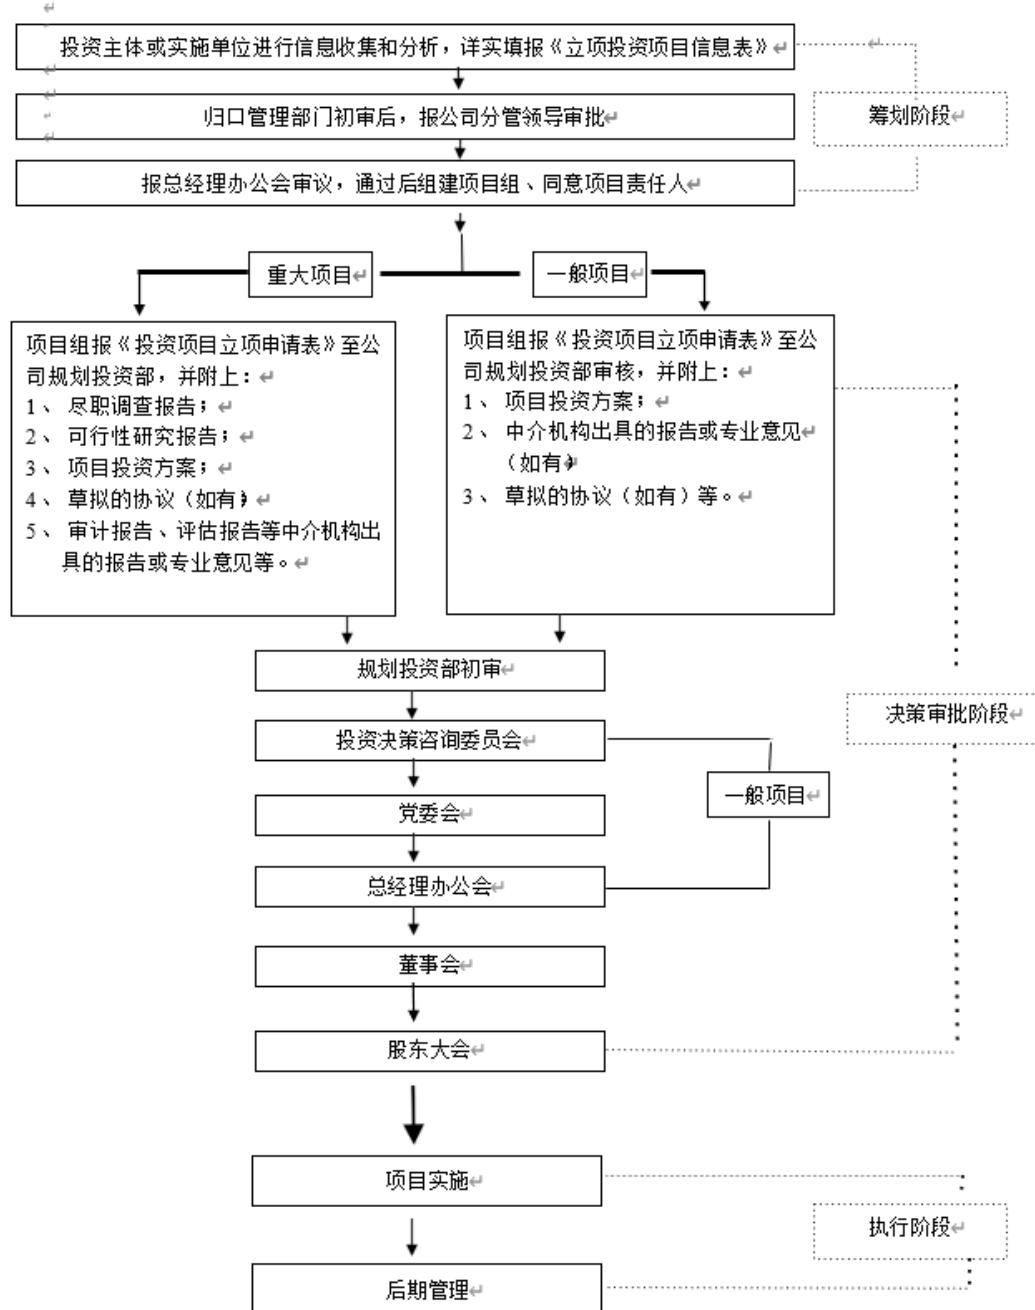 投资主体或实施单位进行信息收集和分析，详实填报《立项投资项目信息表》
筹划阶段
归口管理部门初审后，报公司分管领导审批
报总经理办公会审议，通过后组建项目组、同意项目责任人
重大项目
一般项目
项目组报《投资项目立项申请表》至公
司规划投资部，并附上：
1、 尽职调查报告；
2、 可行性研究报告；
3、 项目投资方案；
4、 草拟的协议（如有）
5、 审计报告、评估报告等中介机构出
具的报告或专业意见等。
项目组报《投资项目立项申请表》至公
司规划投资部审核，并附上：
1、 项目投资方案；
2、 中介机构出具的报告或专业意见
（如有）
3、 草拟的协议（如有）等。
规划投资部初审
决策审批阶段
投资决策咨询委员会
一般项目
党委会
总经理办公会
董事会
股东大会
项目实施
执行阶段
后期管理